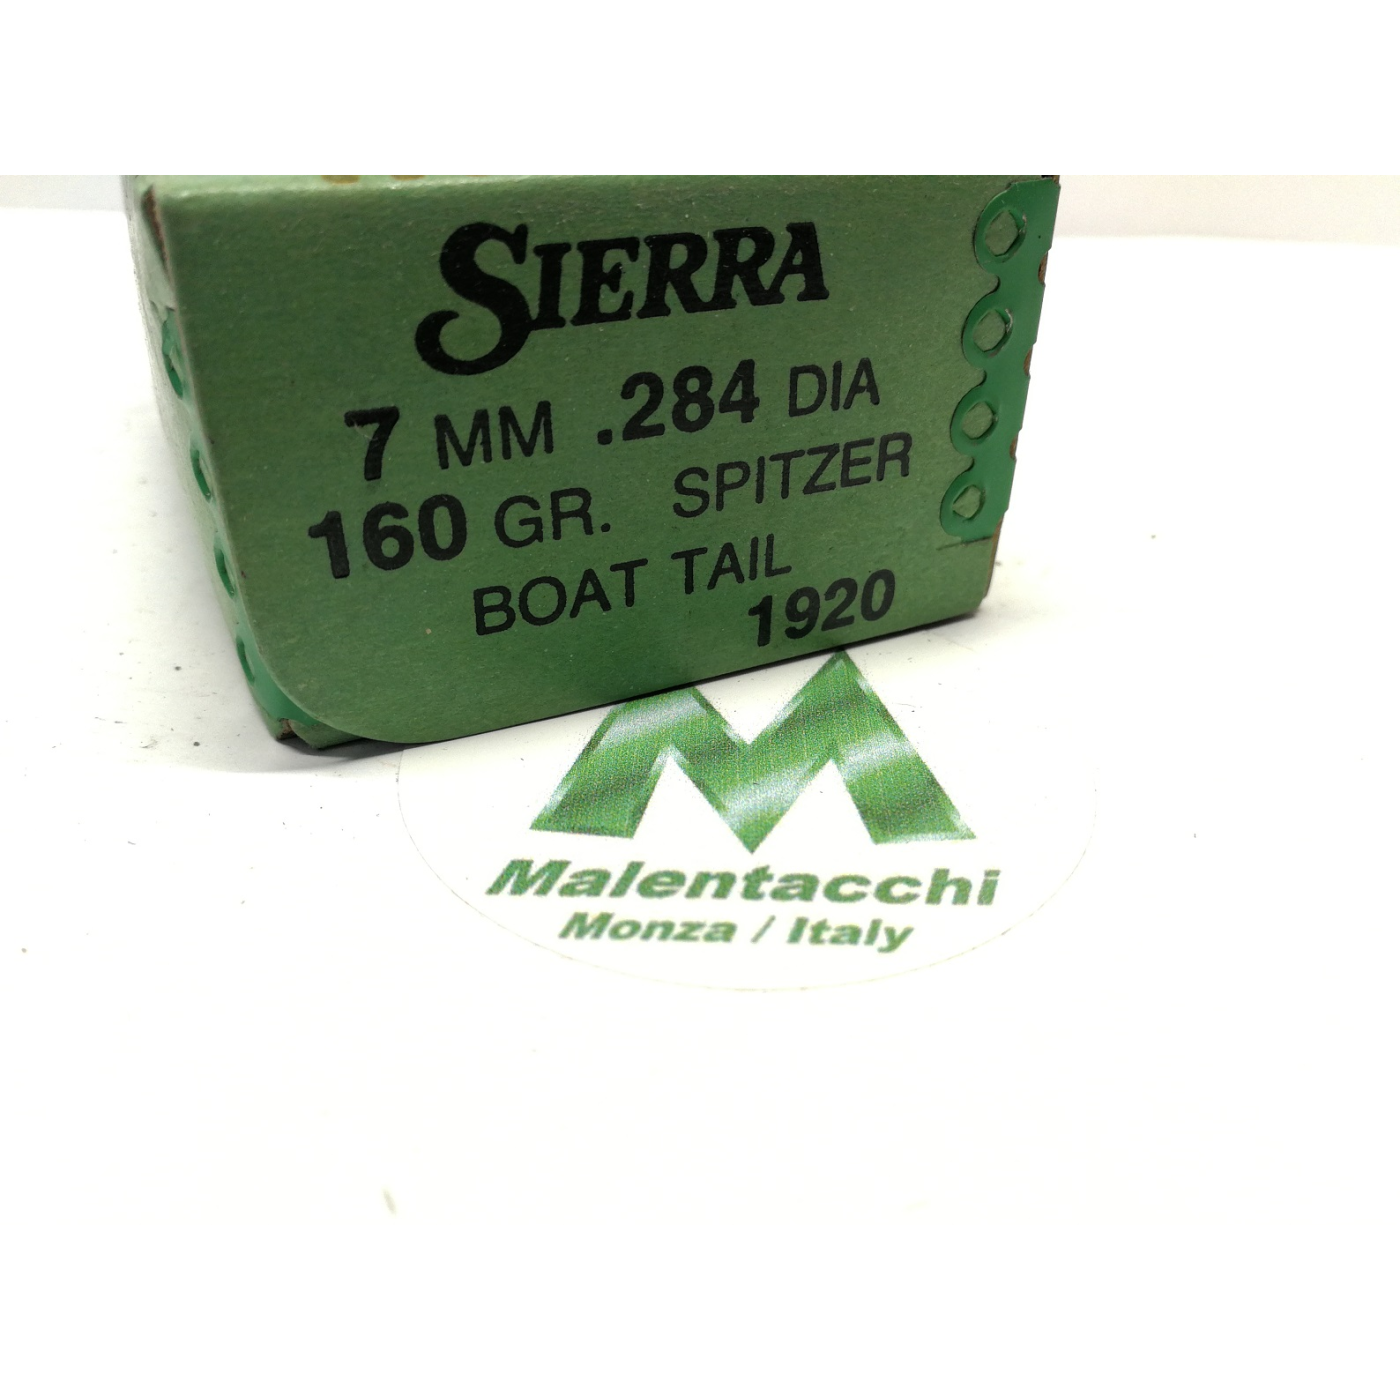 SIERRA
7 MM .284 DIA
160 GR. SPITZER
BOAT TAIL
1920
M
Malentacchi
Monza / Italy